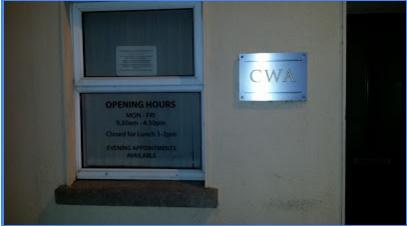 OPENING HOURS
MON - FRI
9.30am - 4.30pm
Closed for Lunch 1-2pm
EVENING APPOINTMENTS
AVAILABLE
CWA